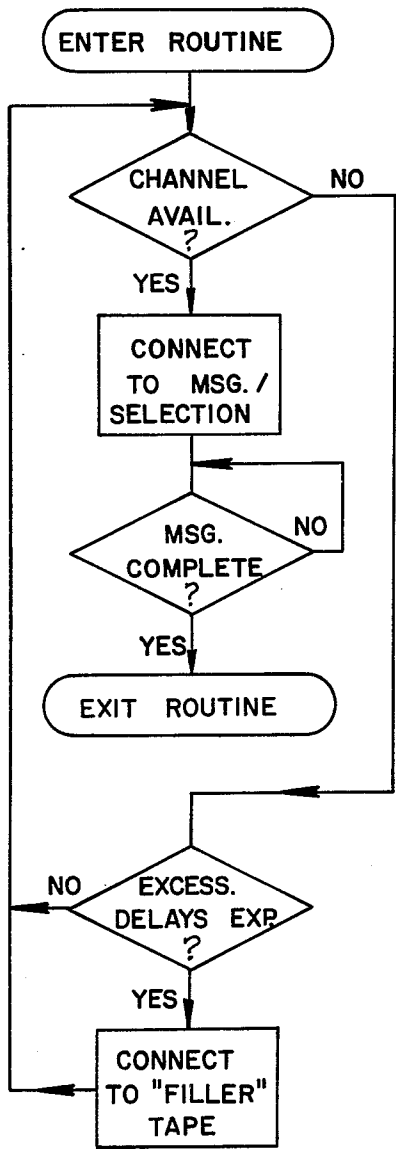 ENTER ROUTINE
CHANNEL
AVAIL.
?
NO
YES
CONNECT
TO MSG./
SELECTION
MSG.
COMPLETE
?
NO
YES
EXIT ROUTINE
EXCESS.
DELAYS EXP.
?
NO
YES
CONNECT
TO "FILLER"
TAPE